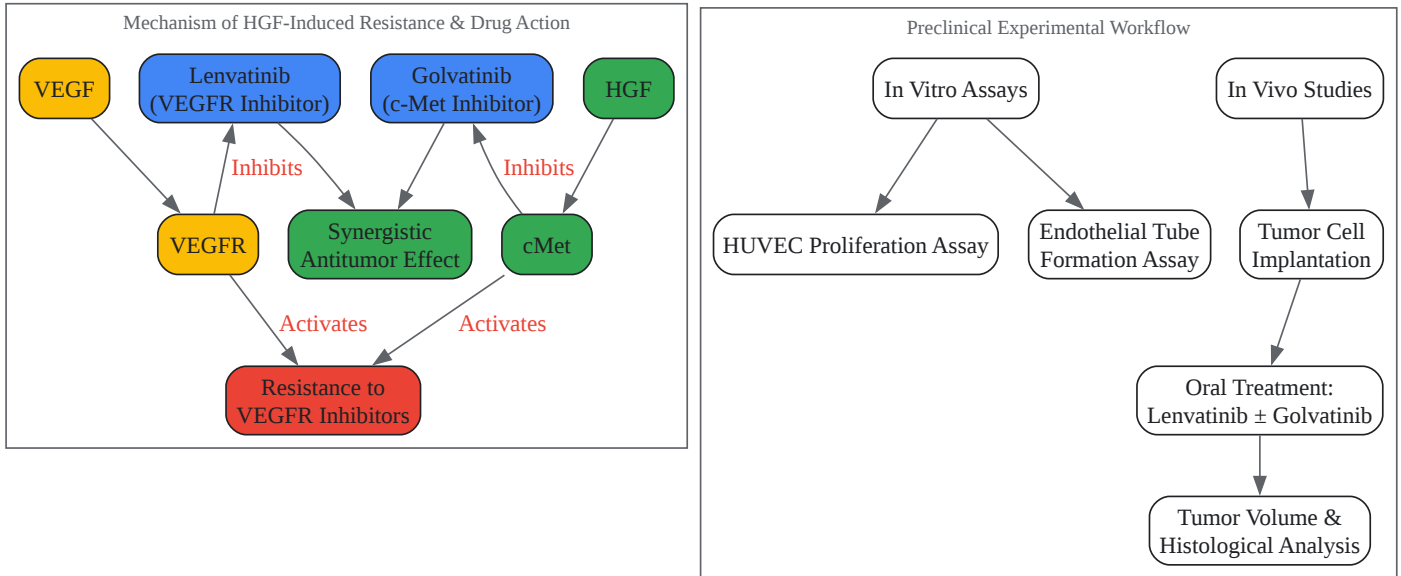 Mechanism of HGF-Induced Resistance & Drug Action
VEGF
Lenvatinib
(VEGFR Inhibitor)
Golvatinib
(c-Met Inhibitor)
HGF
Inhibits
Inhibits
VEGFR
Synergistic
Antitumor Effect
cMet
Activates
Activates
Resistance to
VEGFR Inhibitors
Preclinical Experimental Workflow
In Vitro Assays
In Vivo Studies
HUVEC Proliferation Assay
Endothelial Tube
Formation Assay
Tumor Cell
Implantation
Oral Treatment:
Lenvatinib ± Golvatinib
Tumor Volume &
Histological Analysis